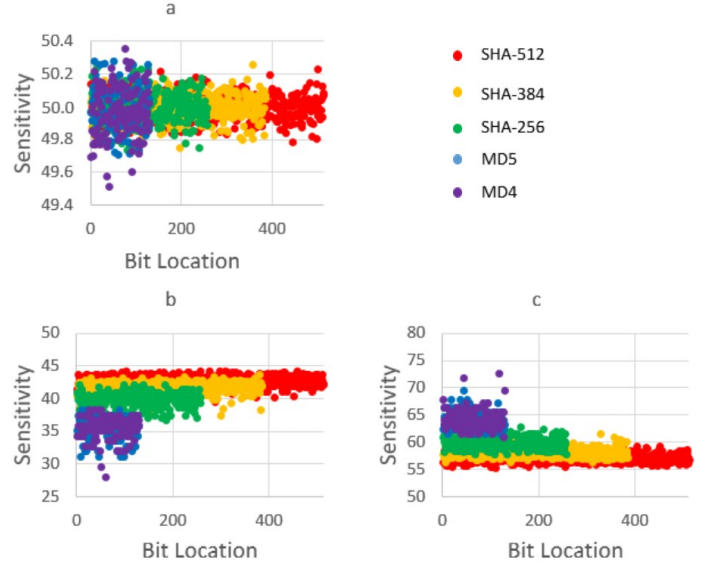 a
50.4
50.2
50.0
49.8
49.6
49.4
Sensitivity
0 200 400
Bit Location
SHA-512
SHA-384
SHA-256
MD5
MD4
b
50
45
40
35
30
25
Sensitivity
0 200 400
Bit Location
c
80
75
70
65
60
55
50
Sensitivity
0 200 400
Bit Location